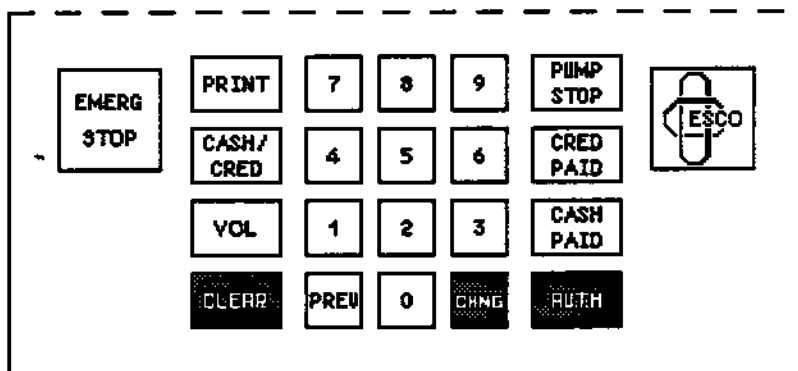 EMERG
STOP
PRINT
7
8
9
PUMP
STOP
ESCO
CASH/
CRED
4
5
6
CRED
PAID
VOL
1
2
3
CASH
PAID
CLEAR
PREV
0
CHNG
AUTH